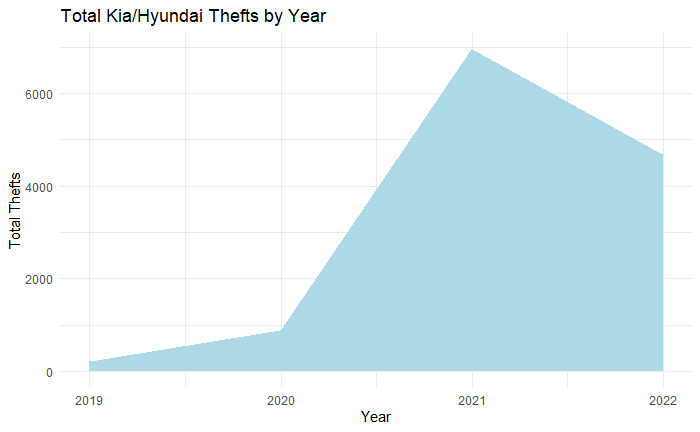 Total Kia/Hyundai Thefts by Year
Total Thefts
6000
4000
2000
0
2019 2020 2021 2022
Year